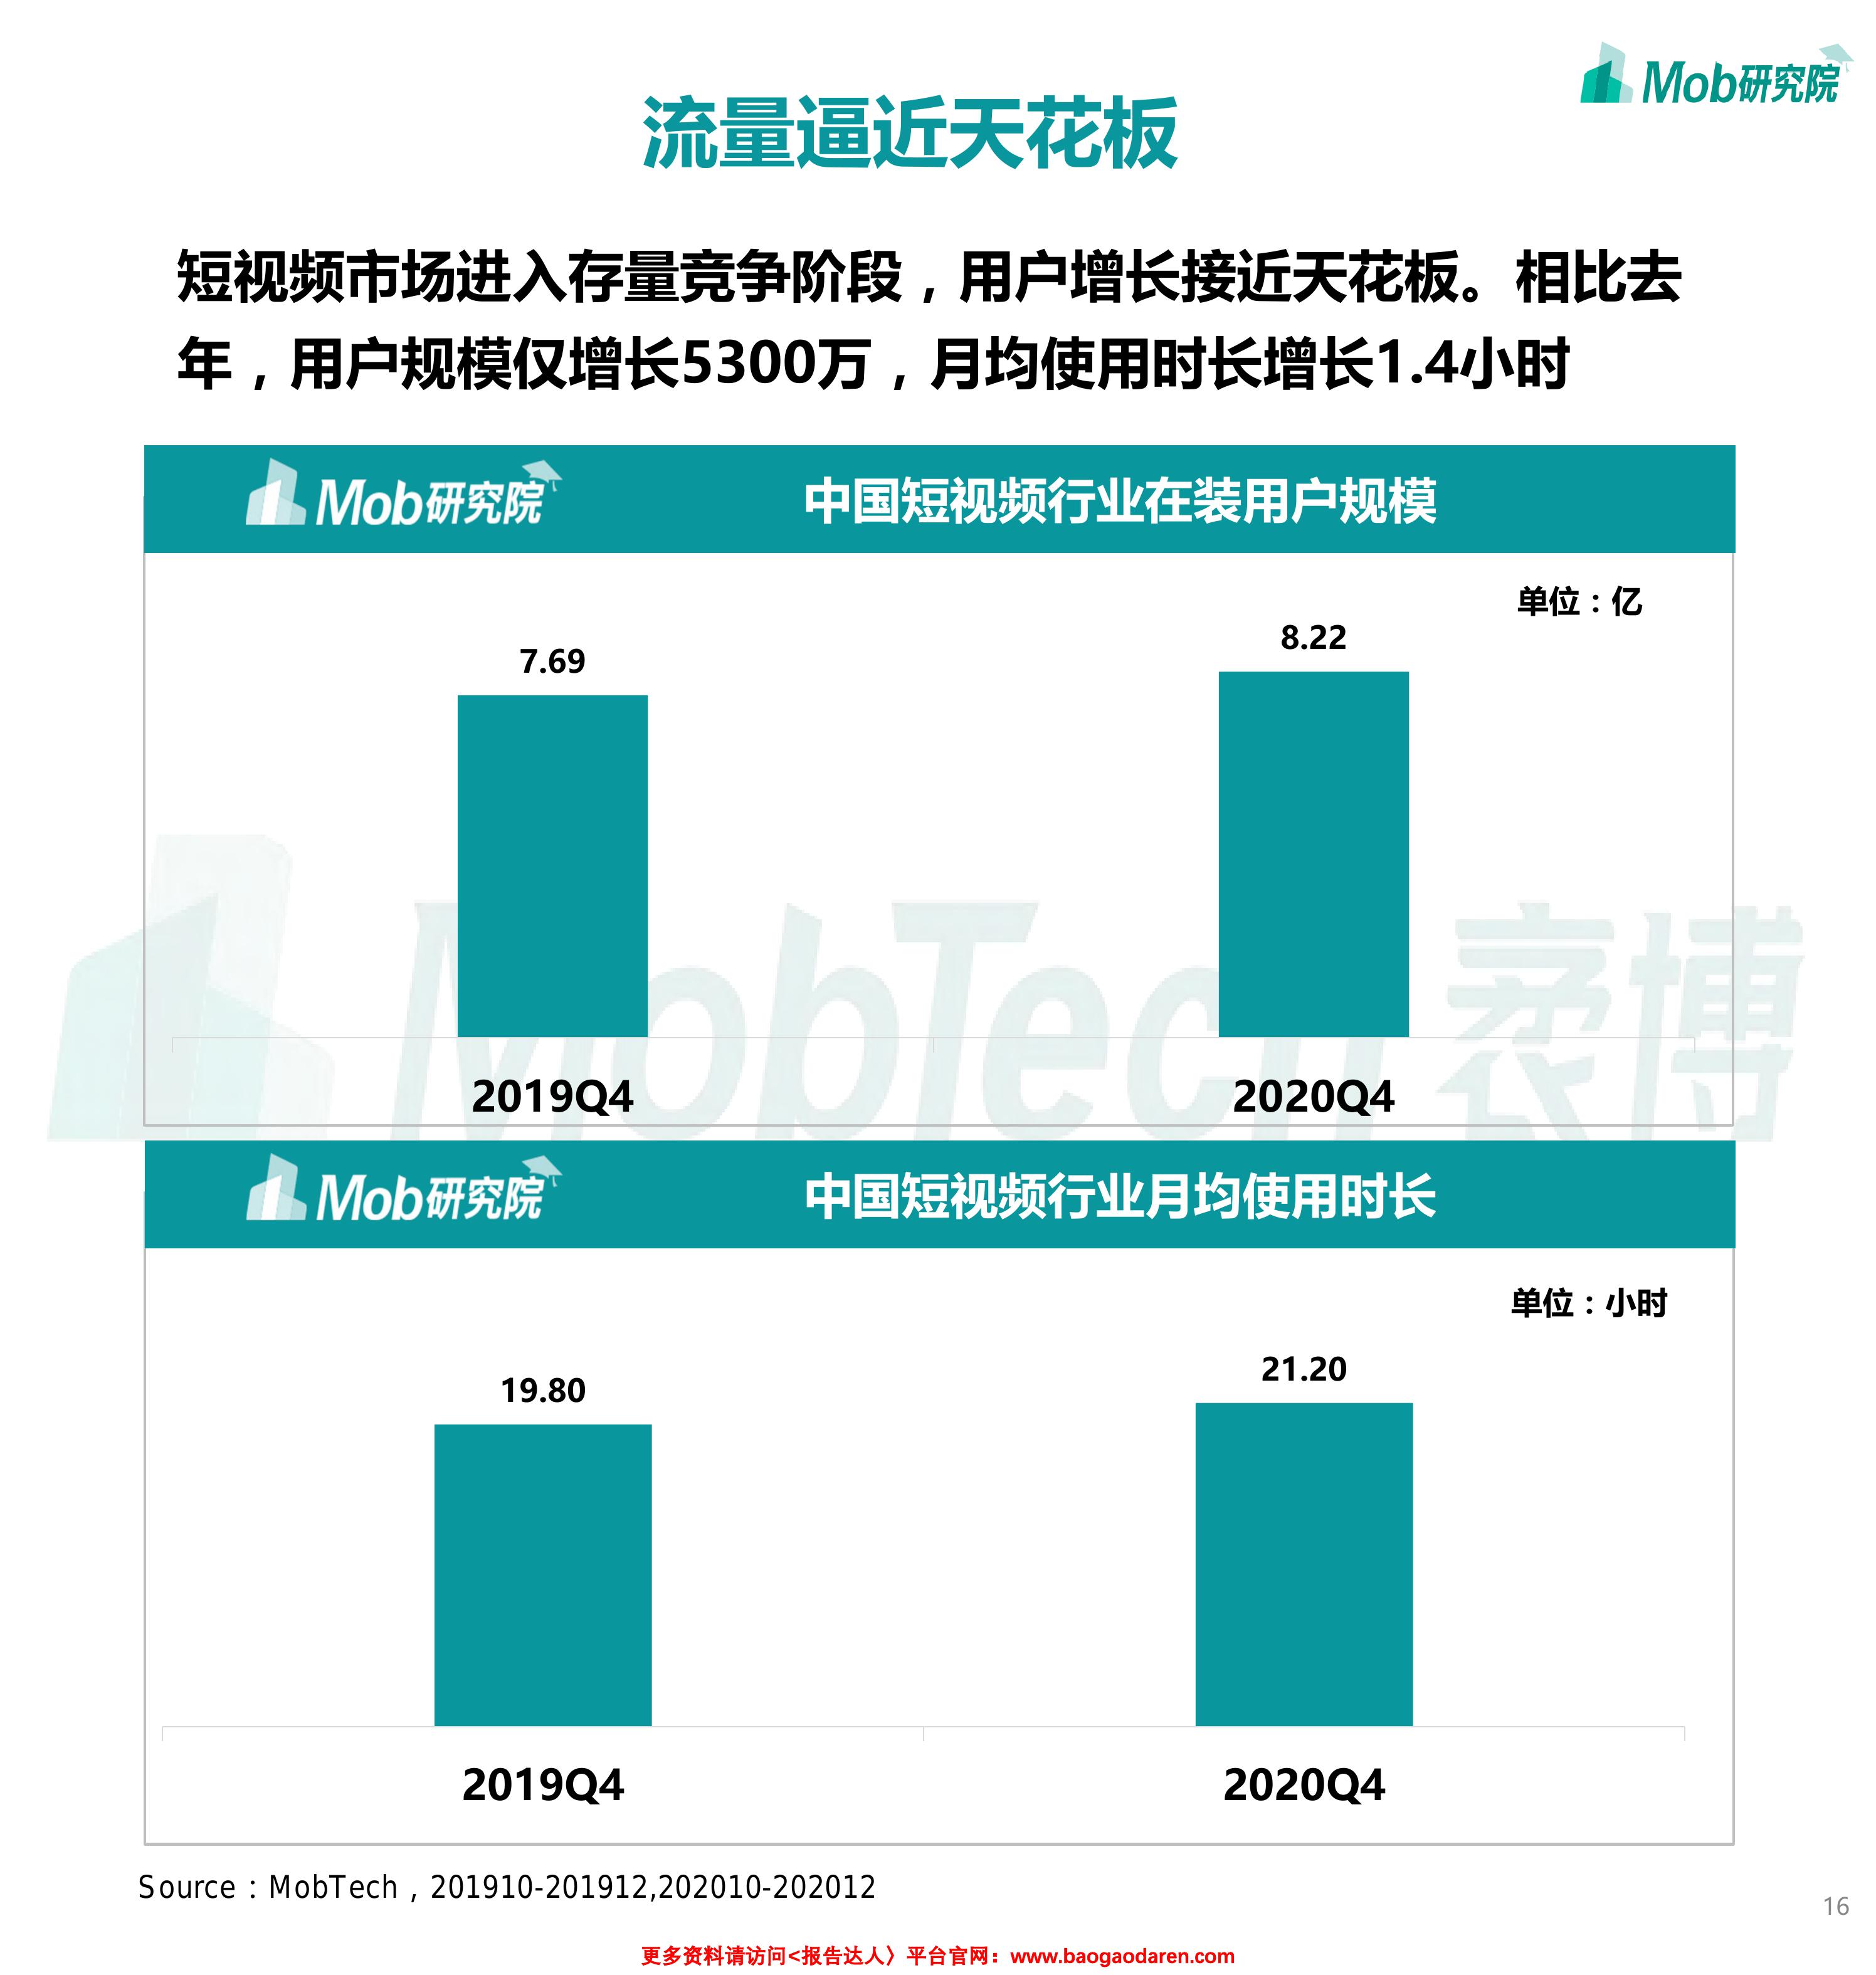 Mob研究院
流量逼近天花板
短视频市场进入存量竞争阶段，用户增长接近天花板。相比去
年，用户规模仅增长5300万，月均使用时长增长1.4小时
Mob研究院
中国短视频行业在装用户规模
单位：亿
7.69
8.22
2019Q4
2020Q4
MobTech 袤博
Mob研究院
中国短视频行业月均使用时长
单位：小时
19.80
21.20
2019Q4
2020Q4
Source：MobTech，201910-201912,202010-202012
16
更多资料请访问<报告达人〉平台官网：www.baogaodaren.com